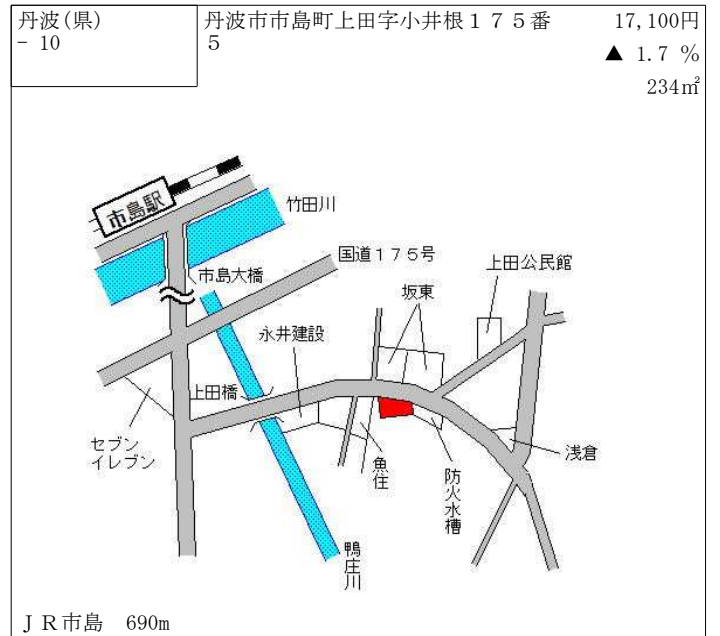 丹波(県)
- 10
丹波市市島町上田字小井根１７５番
5
17,100円
▲ 1.7 %
234㎡
市島駅
竹田川
国道１７５号
上田公民館
市島大橋
坂東
永井建設
上田橋
セブン
イレブン
魚住
防火水槽
浅倉
鴨庄川
ＪＲ市島 690m